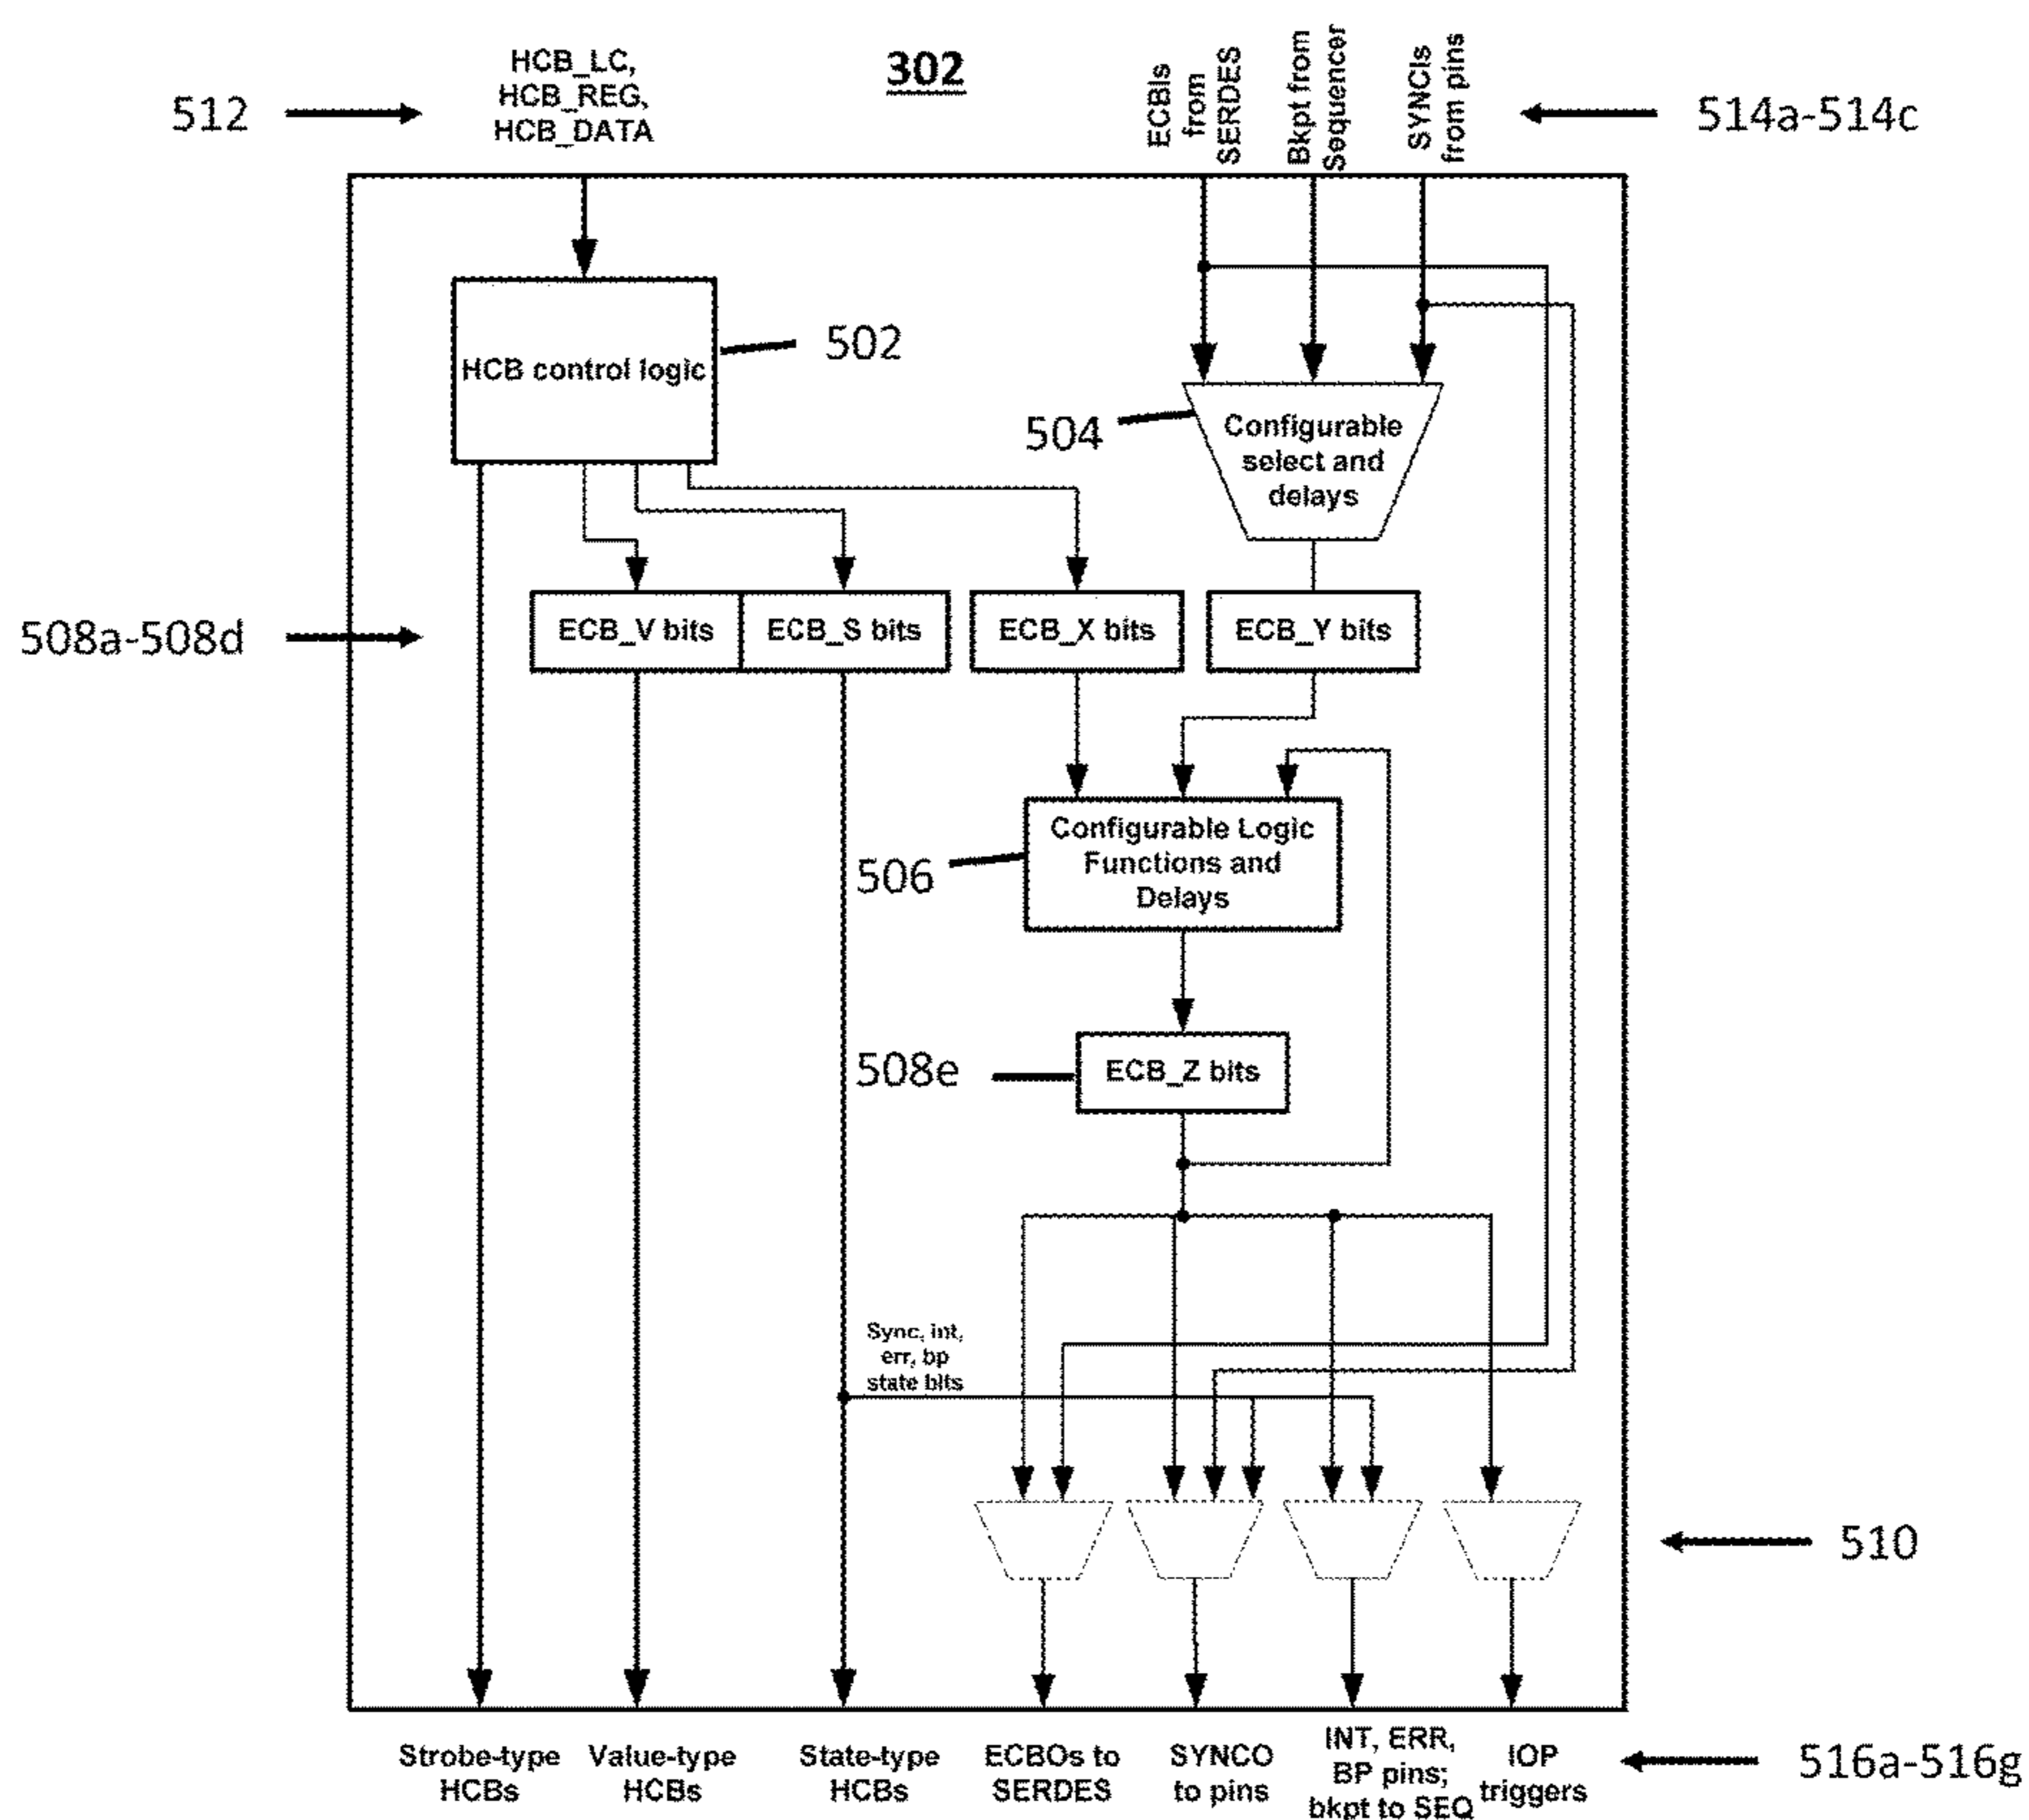 302
512
HCB_LC,
HCB_REG,
HCB_DATA
ECBIs
from
SERDES
Bkpt from
Sequencer
SYNCIs
from pins
514a-514c
HCB control logic
502
504
Configurable
select and
delays
508a-508d
ECB_V bits
ECB_S bits
ECB_X bits
ECB_Y bits
506
Configurable Logic
Functions and
Delays
508e
ECB_Z bits
Sync, int,
err, bp
state bits
510
Strobe-type
HCBs
Value-type
HCBs
State-type
HCBs
ECBOs to
SERDES
SYNCO
to pins
INT, ERR,
BP pins;
bkpt to SEQ
IOP
triggers
516a-516g